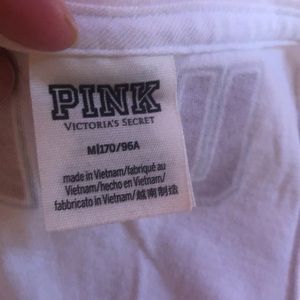 PINK
VICTORIA'S SECRET
M|170/96A
made in Vietnam/fabriqué au
Vietnam/hecho en Vietnam/
fabbricato in Vietnam/越南制造